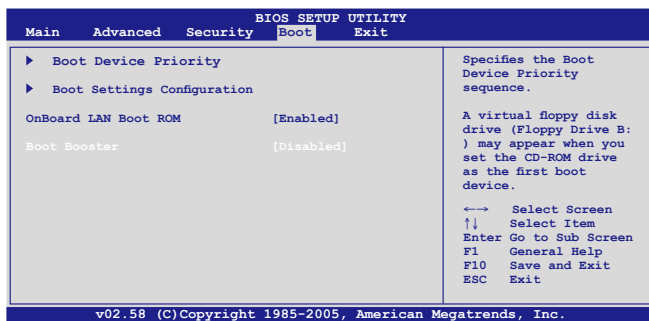 BIOS SETUP UTILITY
Main Advanced Security Boot Exit
▶ Boot Device Priority
▶ Boot Settings Configuration
OnBoard LAN Boot ROM [Enabled]
Boot Booster [Disabled]
Specifies the Boot
Device Priority
sequence.
A virtual floppy disk
drive (Floppy Drive B:
) may appear when you
set the CD-ROM drive
as the first boot
device.
←→ Select Screen
↑↓ Select Item
Enter Go to Sub Screen
F1 General Help
F10 Save and Exit
ESC Exit
v02.58 (C)Copyright 1985-2005, American Megatrends, Inc.